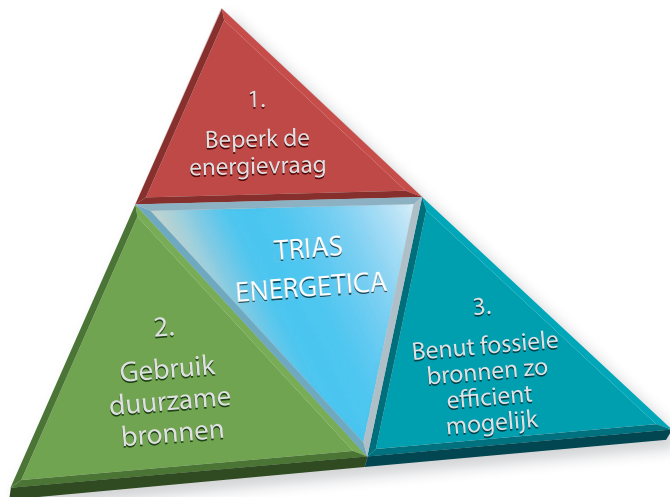 1.
Beperk de
energievraag
TRIAS
ENERGETICA
2.
Gebruik
duurzame
bronnen
3.
Benut fossiele
bronnen zo
efficient
mogelijk